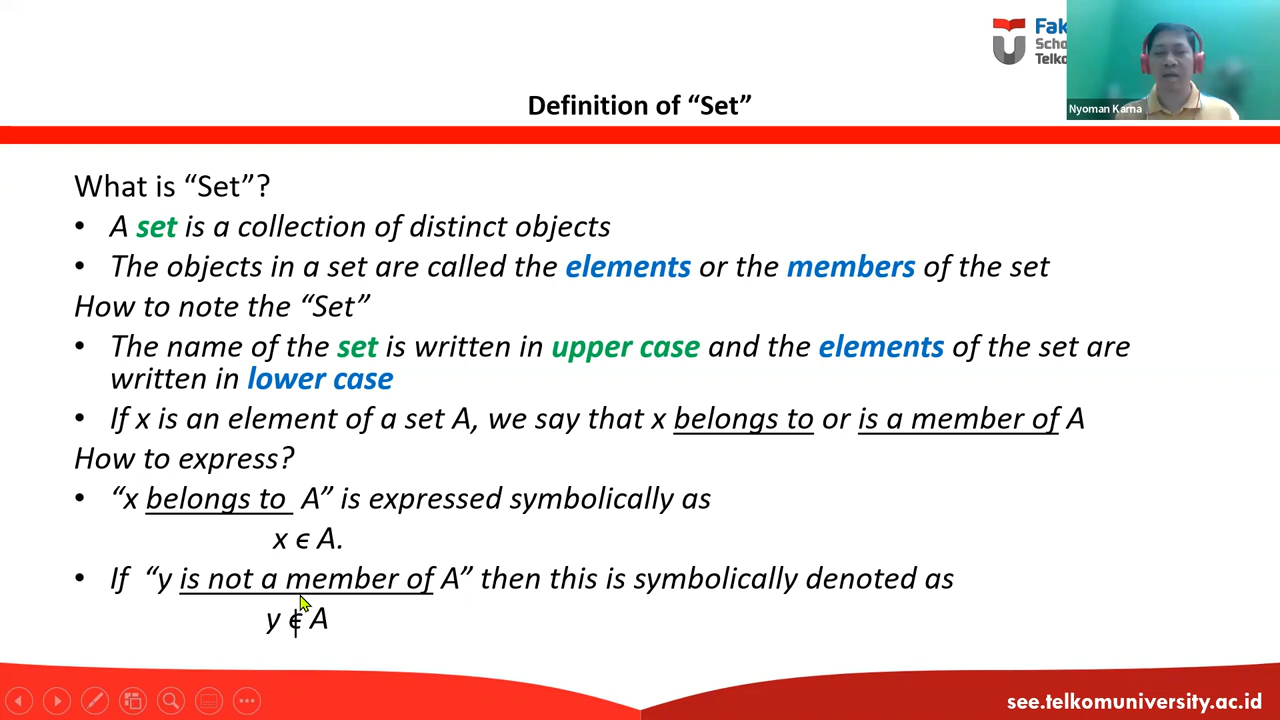 Fak
Scho
Telko
Nyoman Karna
Definition of “Set”
What is “Set”?
• A set is a collection of distinct objects
• The objects in a set are called the elements or the members of the set
How to note the “Set”
• The name of the set is written in upper case and the elements of the set are
written in lower case
• If x is an element of a set A, we say that x belongs to or is a member of A
How to express?
• “x belongs to A” is expressed symbolically as
x ϵ A.
• If “y is not a member of A” then this is symbolically denoted as
y ∉ A
see.telkomuniversity.ac.id